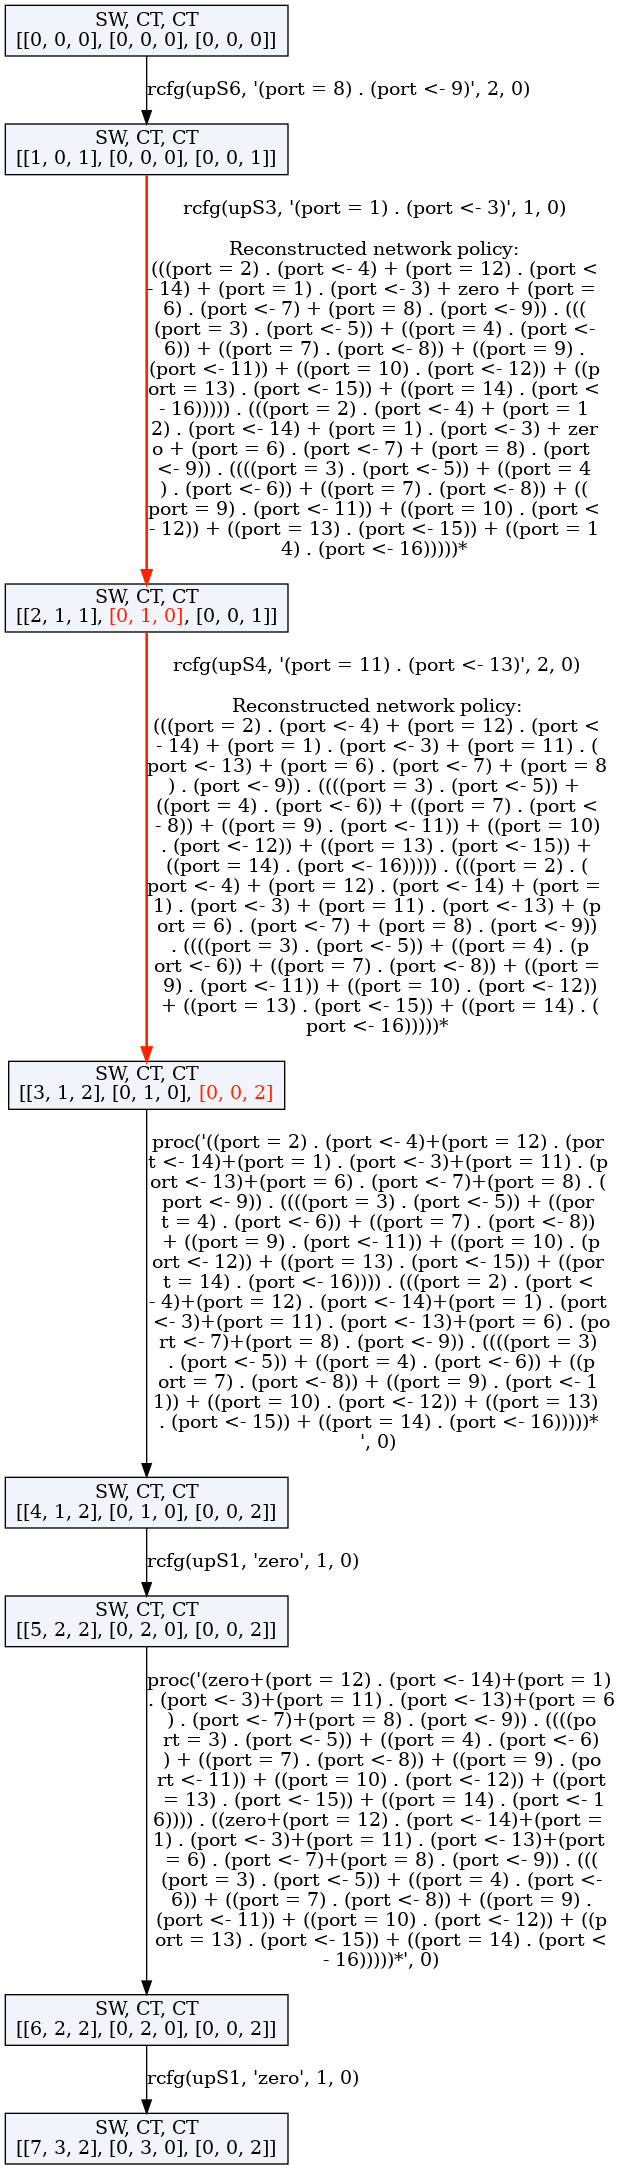 SW, CT, CT
[[0, 0, 0], [0, 0, 0], [0, 0, 0]]
rcfg(upS6, '(port = 8) . (port <- 9)', 2, 0)
SW, CT, CT
[[1, 0, 1], [0, 0, 0], [0, 0, 1]]
rcfg(upS3, '(port = 1) . (port <- 3)', 1, 0)
Reconstructed network policy:
(((port = 2) . (port <- 4) + (port = 12) . (port <
- 14) + (port = 1) . (port <- 3) + zero + (port =
6) . (port <- 7) + (port = 8) . (port <- 9)) . (((
(port = 3) . (port <- 5)) + ((port = 4) . (port <-
6)) + ((port = 7) . (port <- 8)) + ((port = 9) .
(port <- 11)) + ((port = 10) . (port <- 12)) + ((p
ort = 13) . (port <- 15)) + ((port = 14) . (port <
- 16))))) . (((port = 2) . (port <- 4) + (port = 1
2) . (port <- 14) + (port = 1) . (port <- 3) + zer
o + (port = 6) . (port <- 7) + (port = 8) . (port
<- 9)) . ((((port = 3) . (port <- 5)) + ((port = 4
) . (port <- 6)) + ((port = 7) . (port <- 8)) + ((
port = 9) . (port <- 11)) + ((port = 10) . (port <
- 12)) + ((port = 13) . (port <- 15)) + ((port = 1
4) . (port <- 16)))))*
SW, CT, CT
[[2, 1, 1], [0, 1, 0], [0, 0, 1]]
rcfg(upS4, '(port = 11) . (port <- 13)', 2, 0)
Reconstructed network policy:
(((port = 2) . (port <- 4) + (port = 12) . (port <
- 14) + (port = 1) . (port <- 3) + (port = 11) . (
port <- 13) + (port = 6) . (port <- 7) + (port = 8
) . (port <- 9)) . ((((port = 3) . (port <- 5)) +
((port = 4) . (port <- 6)) + ((port = 7) . (port <
- 8)) + ((port = 9) . (port <- 11)) + ((port = 10)
. (port <- 12)) + ((port = 13) . (port <- 15)) +
((port = 14) . (port <- 16))))) . (((port = 2) . (
port <- 4) + (port = 12) . (port <- 14) + (port =
1) . (port <- 3) + (port = 11) . (port <- 13) + (p
ort = 6) . (port <- 7) + (port = 8) . (port <- 9))
. ((((port = 3) . (port <- 5)) + ((port = 4) . (p
ort <- 6)) + ((port = 7) . (port <- 8)) + ((port =
9) . (port <- 11)) + ((port = 10) . (port <- 12))
+ ((port = 13) . (port <- 15)) + ((port = 14) . (
port <- 16)))))*
SW, CT, CT
[[3, 1, 2], [0, 1, 0], [0, 0, 2]
proc('((port = 2) . (port <- 4)+(port = 12) . (por
t <- 14)+(port = 1) . (port <- 3)+(port = 11) . (p
ort <- 13)+(port = 6) . (port <- 7)+(port = 8) . (
port <- 9)) . ((((port = 3) . (port <- 5)) + ((por
t = 4) . (port <- 6)) + ((port = 7) . (port <- 8))
+ ((port = 9) . (port <- 11)) + ((port = 10) . (p
ort <- 12)) + ((port = 13) . (port <- 15)) + ((por
t = 14) . (port <- 16)))) . (((port = 2) . (port <
- 4)+(port = 12) . (port <- 14)+(port = 1) . (port
<- 3)+(port = 11) . (port <- 13)+(port = 6) . (po
rt <- 7)+(port = 8) . (port <- 9)) . ((((port = 3)
. (port <- 5)) + ((port = 4) . (port <- 6)) + ((p
ort = 7) . (port <- 8)) + ((port = 9) . (port <- 1
1)) + ((port = 10) . (port <- 12)) + ((port = 13)
. (port <- 15)) + ((port = 14) . (port <- 16)))))*
', 0)
SW, CT, CT
[[4, 1, 2], [0, 1, 0], [0, 0, 2]]
rcfg(upS1, 'zero', 1, 0)
SW, CT, CT
[[5, 2, 2], [0, 2, 0], [0, 0, 2]]
proc('(zero+(port = 12) . (port <- 14)+(port = 1)
. (port <- 3)+(port = 11) . (port <- 13)+(port = 6
) . (port <- 7)+(port = 8) . (port <- 9)) . ((((po
rt = 3) . (port <- 5)) + ((port = 4) . (port <- 6)
) + ((port = 7) . (port <- 8)) + ((port = 9) . (po
rt <- 11)) + ((port = 10) . (port <- 12)) + ((port
= 13) . (port <- 15)) + ((port = 14) . (port <- 1
6)))) . ((zero+(port = 12) . (port <- 14)+(port =
1) . (port <- 3)+(port = 11) . (port <- 13)+(port
= 6) . (port <- 7)+(port = 8) . (port <- 9)) . (((
(port = 3) . (port <- 5)) + ((port = 4) . (port <-
6)) + ((port = 7) . (port <- 8)) + ((port = 9) .
(port <- 11)) + ((port = 10) . (port <- 12)) + ((p
ort = 13) . (port <- 15)) + ((port = 14) . (port <
- 16)))))*', 0)
SW, CT, CT
[[6, 2, 2], [0, 2, 0], [0, 0, 2]]
rcfg(upS1, 'zero', 1, 0)
SW, CT, CT
[[7, 3, 2], [0, 3, 0], [0, 0, 2]]